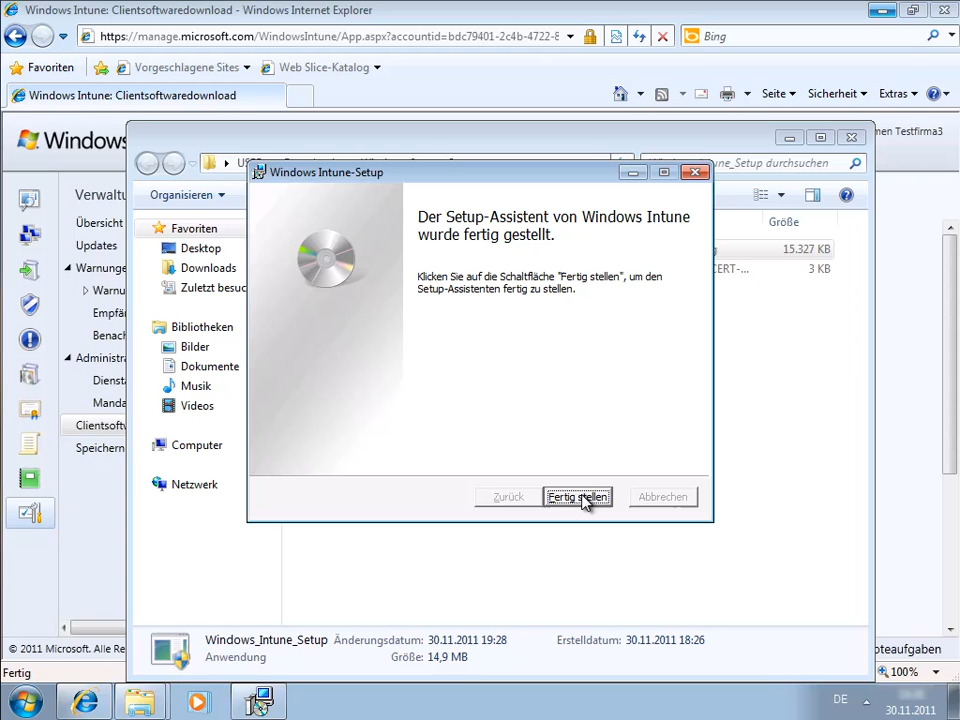 Windows Intune: Clientsoftwaredownload - Windows Internet Explorer
https://manage.microsoft.com/WindowsIntune/App.aspx?accountid=bdc79401-2c4b-4722-8
Bing
Favoriten
Vorgeschlagene Sites
Web Slice-Katalog
Windows Intune: Clientsoftwaredownload
Seite
Sicherheit
Extras
Windows
men Testfirma3
_Setup durchsuchen
Windows Intune-Setup
Organisieren
Größe
Favoriten
Desktop
Downloads
Zuletzt besuc
Bibliotheken
Bilder
Dokumente
Musik
Videos
Computer
Netzwerk
15.327 KB
CERT-...
3 KB
Verwaltu
Übersicht
Updates
Warnunge
Warnu
Empfä
Benach
Administra
Dienst
Manda
Clientsoftw
Speichern
Der Setup-Assistent von Windows Intune
wurde fertig gestellt.
Klicken Sie auf die Schaltfläche "Fertig stellen", um den
Setup-Assistenten fertig zu stellen.
Zurück
Fertig stellen
Abbrechen
Windows_Intune_Setup
Änderungsdatum: 30.11.2011 19:28
Erstelldatum: 30.11.2011 18:26
Anwendung
Größe: 14,9 MB
© 2011 Microsoft. Alle Re
oteaufgaben
Fertig
100%
DE
30.11.2011